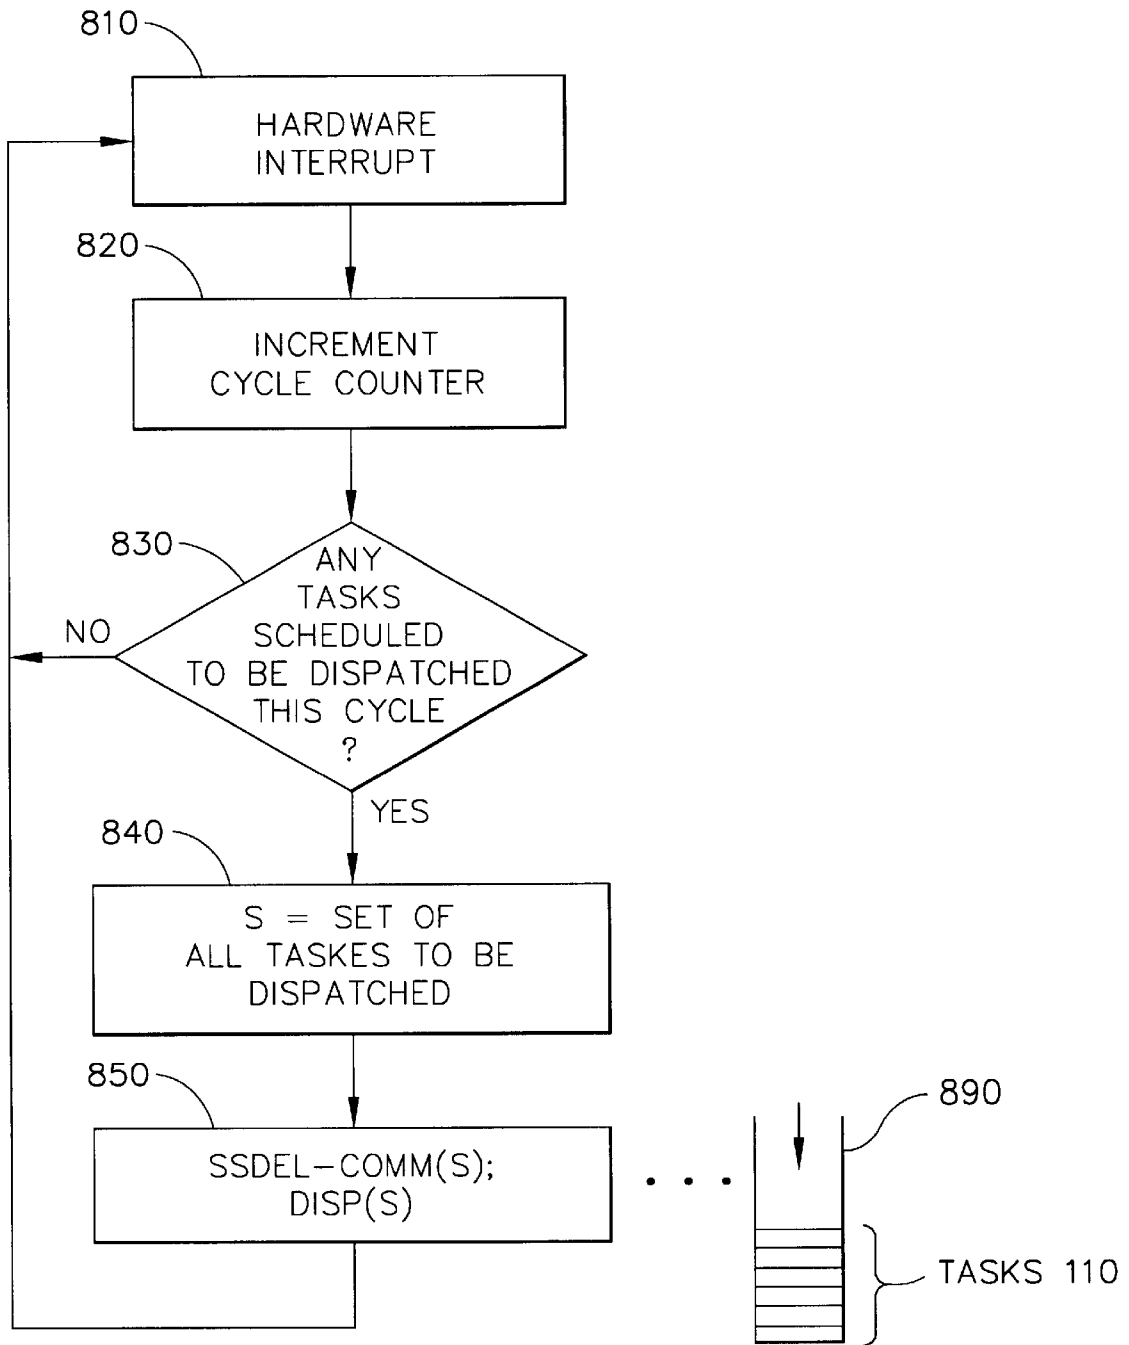 810
HARDWARE
INTERRUPT
820
INCREMENT
CYCLE COUNTER
830
ANY
TASKS
SCHEDULED
TO BE DISPATCHED
THIS CYCLE
?
NO
YES
840
S = SET OF
ALL TASKES TO BE
DISPATCHED
850
SSDEL-COMM(S);
DISP(S)
890
TASKS 110